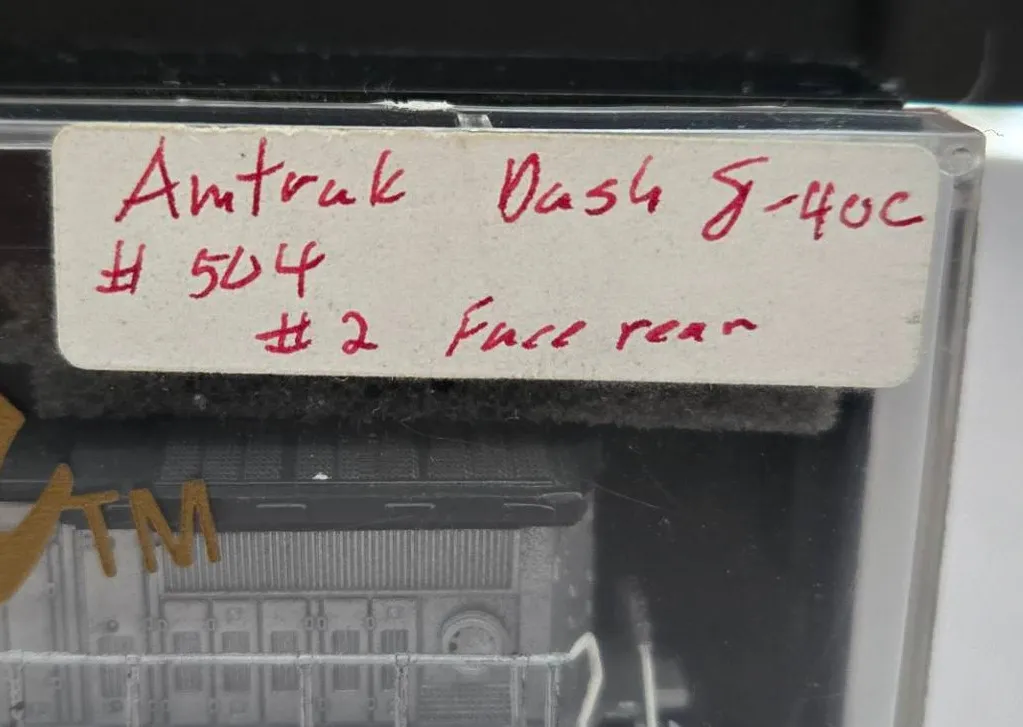 Amtrak Dash 8-40C
# 504
# 2 Face rear
TM